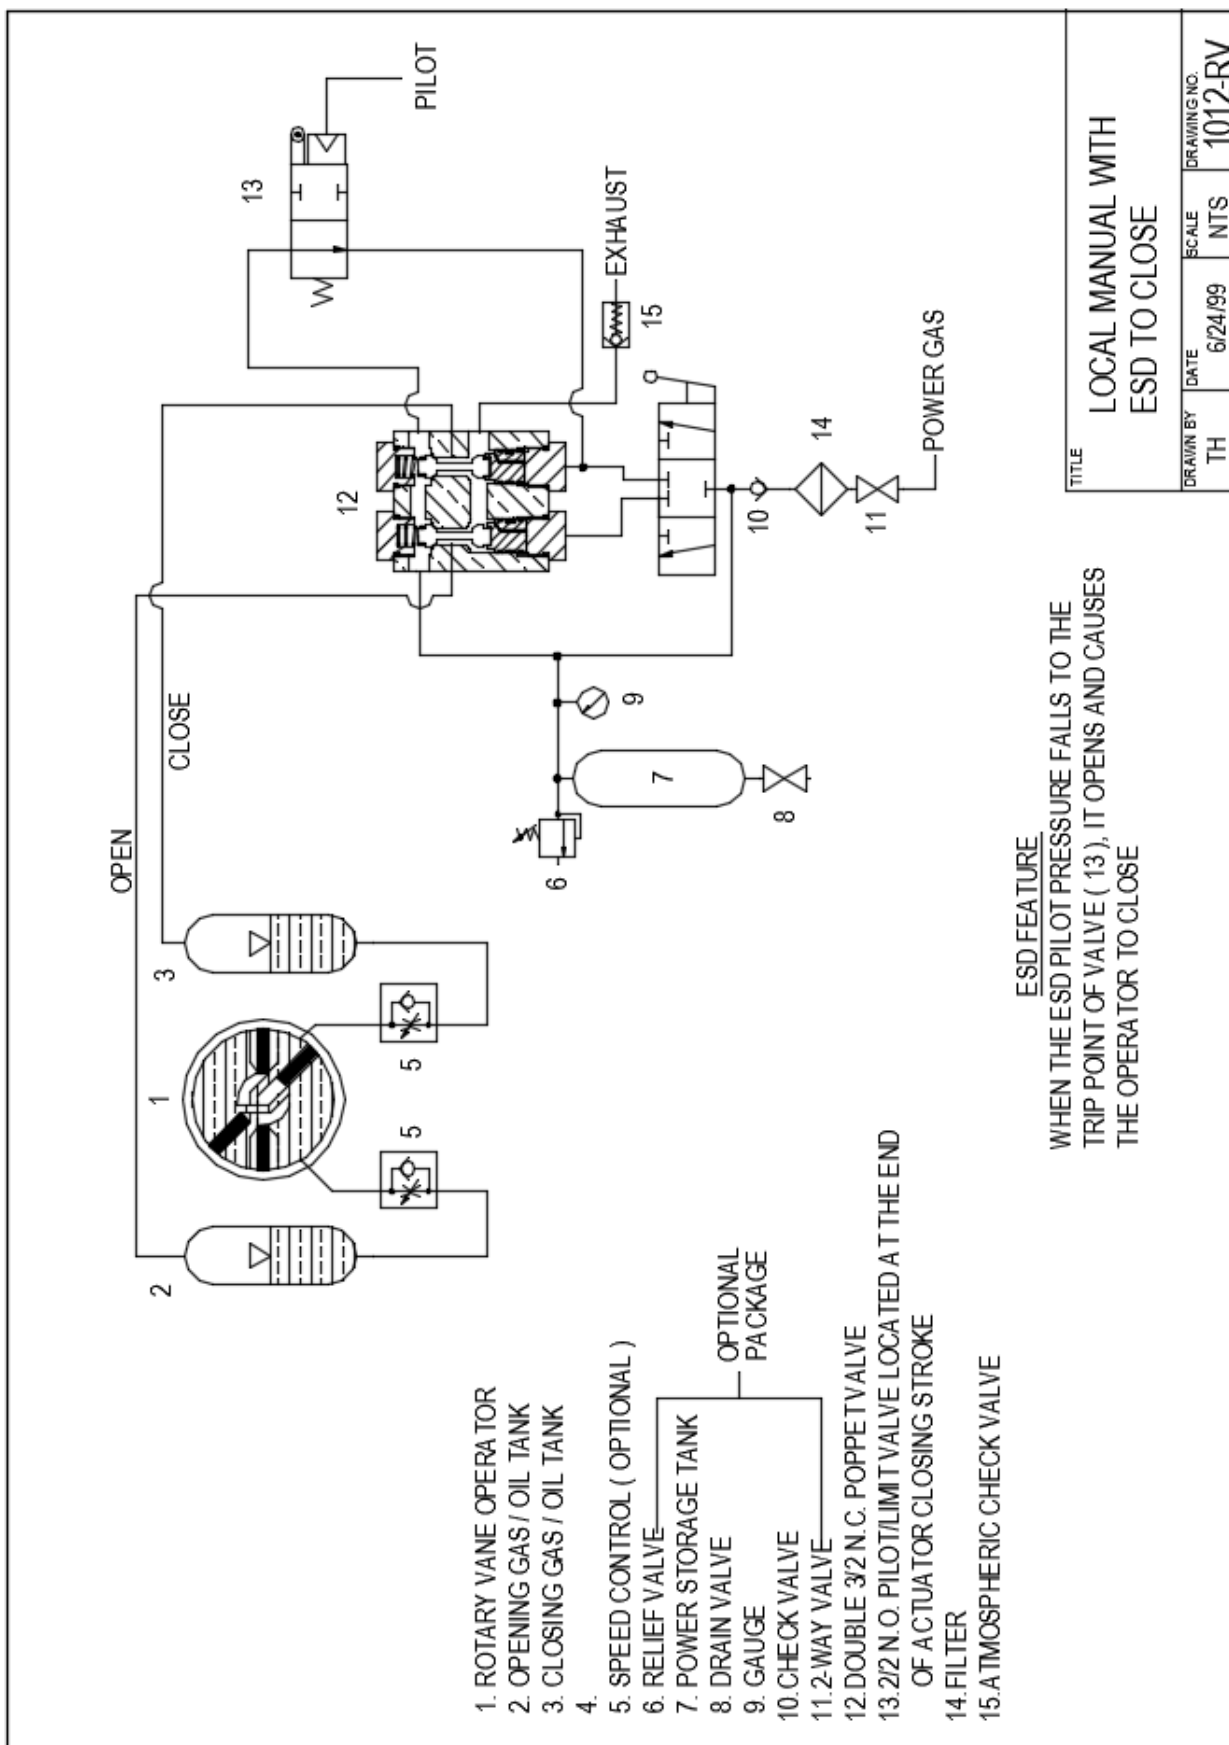 PILOT
13
EXHAUST
15
12
14
10
11
POWER GAS
CLOSE
OPEN
9
7
8
6
3
1
5
5
2
1. ROTARY VANE OPERATOR
2. OPENING GAS / OIL TANK
3. CLOSING GAS / OIL TANK
4.
5. SPEED CONTROL ( OPTIONAL )
6. RELIEF VALVE
7. POWER STORAGE TANK
8. DRAIN VALVE
9. GAUGE
10. CHECK VALVE
11. 2-WAY VALVE
OPTIONAL
PACKAGE
12. DOUBLE 3/2 N.C. POPPET VALVE
13. 2/2 N.O. PILOT/LIMIT VALVE LOCATED AT THE END
OF ACTUATOR CLOSING STROKE
14. FILTER
15. ATMOSPHERIC CHECK VALVE
ESD FEATURE
WHEN THE ESD PILOT PRESSURE FALLS TO THE
TRIP POINT OF VALVE ( 13 ), IT OPENS AND CAUSES
THE OPERATOR TO CLOSE
TITLE
LOCAL MANUAL WITH
ESD TO CLOSE
DRAWN BY
TH
DATE
6/24/99
SCALE
NTS
DRAWING NO.
1012-RV